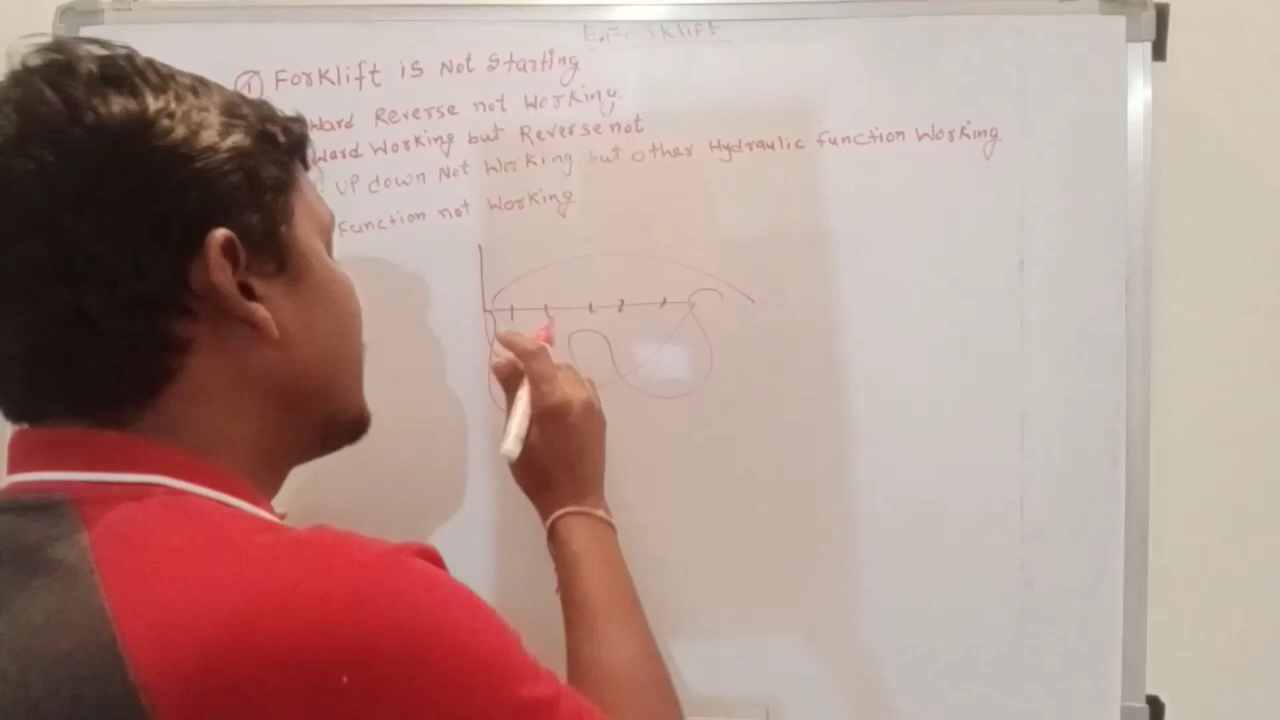 E.Forklift
① Forklift is Not Starting
ward Reverse not Working
ward Working but Reverse not
UP down Not Working but other Hydraulic function Working
Function not Working